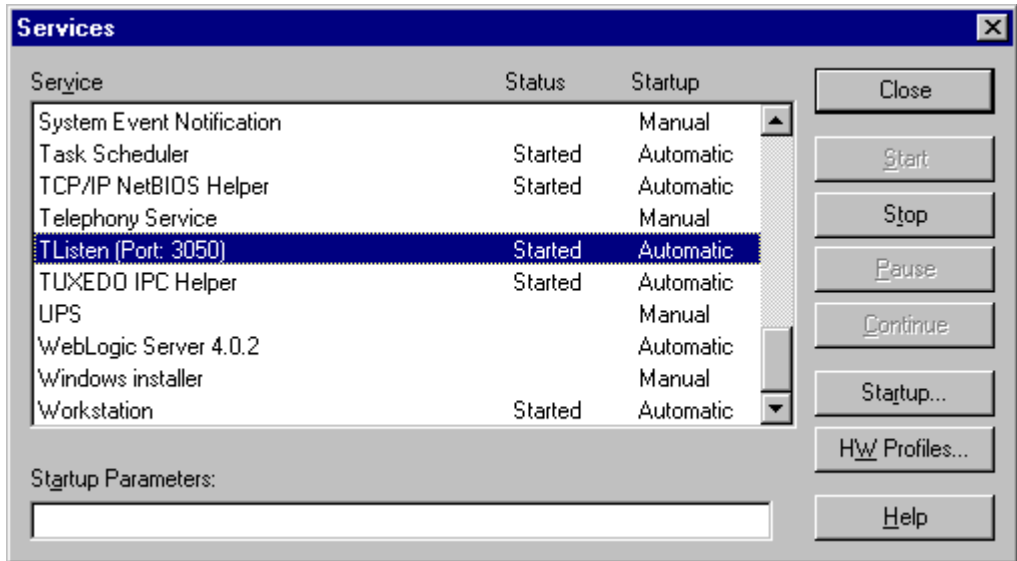 Services
Service Status Startup
System Event Notification Manual
Task Scheduler Started Automatic
TCP/IP NetBIOS Helper Started Automatic
Telephony Service Manual
TListen (Port: 3050) Started Automatic
TUXEDO IPC Helper Started Automatic
UPS Manual
WebLogic Server 4.0.2 Automatic
Windows installer Manual
Workstation Started Automatic
Startup Parameters:
Close
Start
Stop
Pause
Continue
Startup...
HW Profiles...
Help